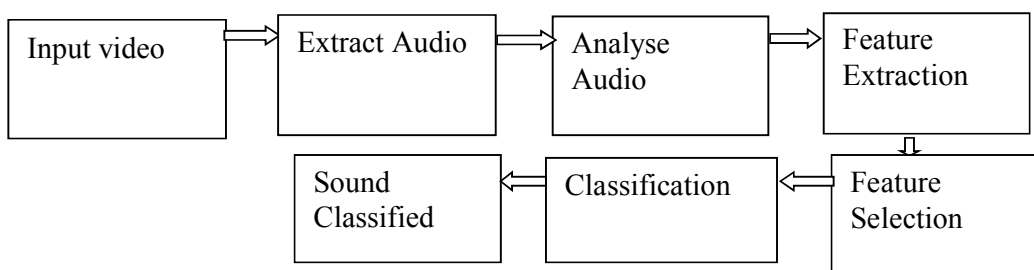 Input video
Extract Audio
Analyse
Audio
Feature
Extraction
Feature
Selection
Classification
Sound
Classified